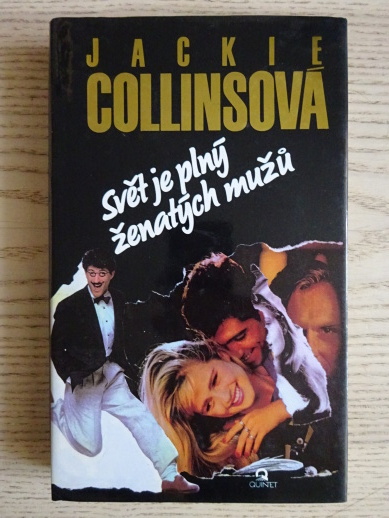 JACKIE
COLLINSOVÁ
Svět je plný
ženatých mužů
QUINTET